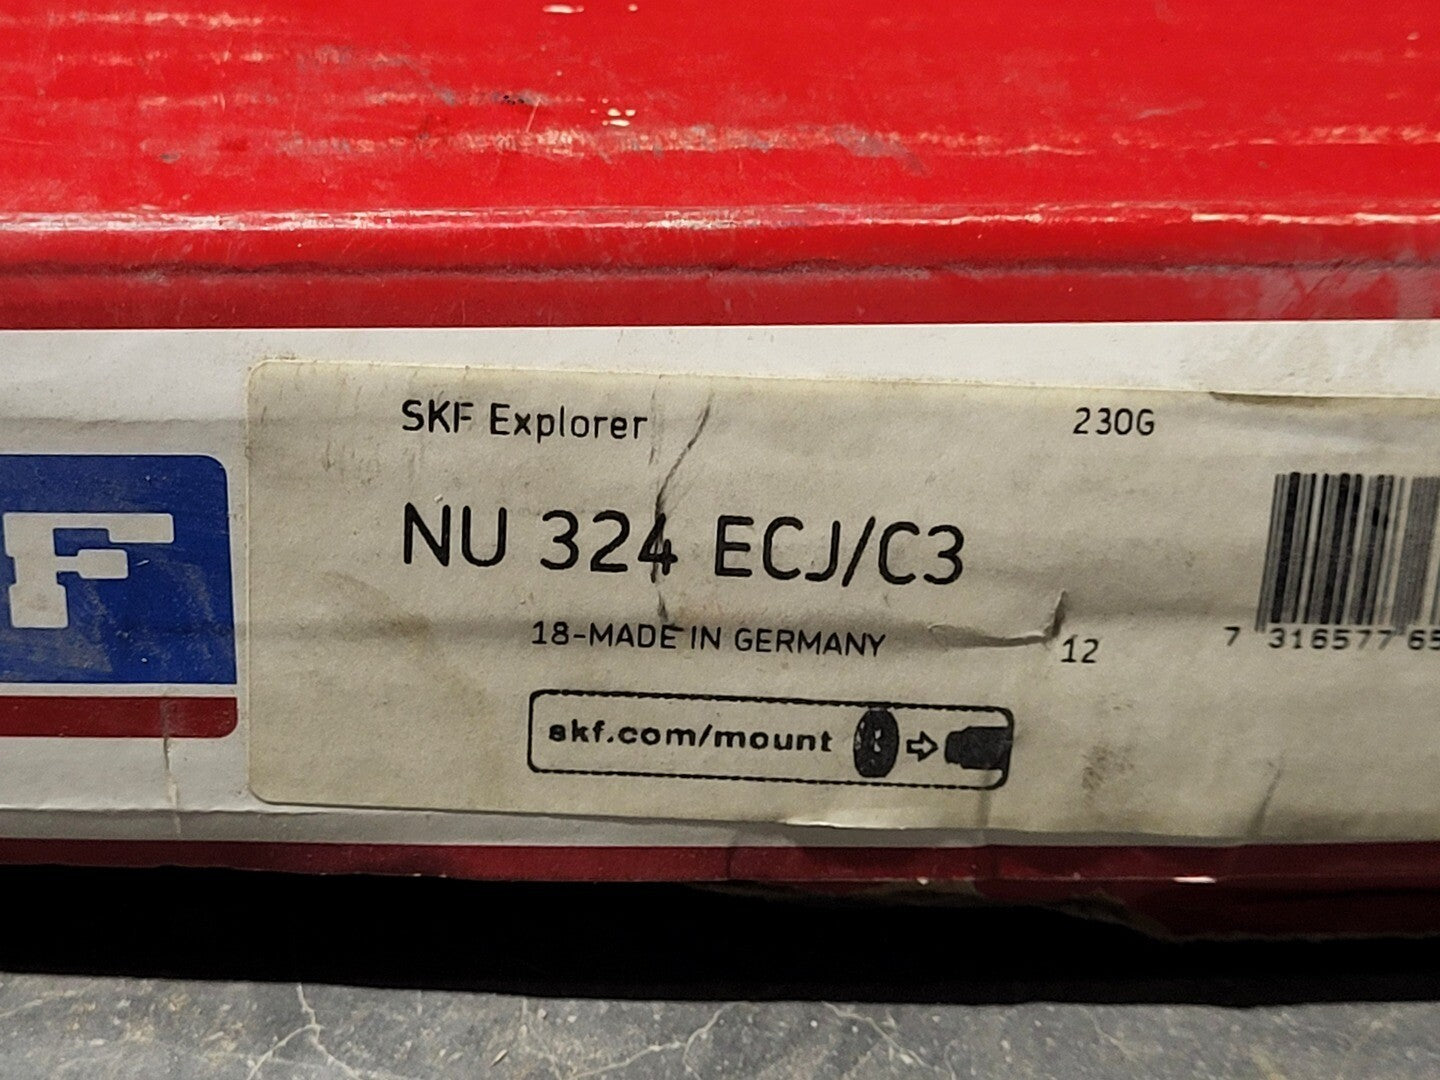 SKF Explorer 230G
NU 324 ECJ/C3
18-MADE IN GERMANY
12
7 316577 65
skf.com/mount
F